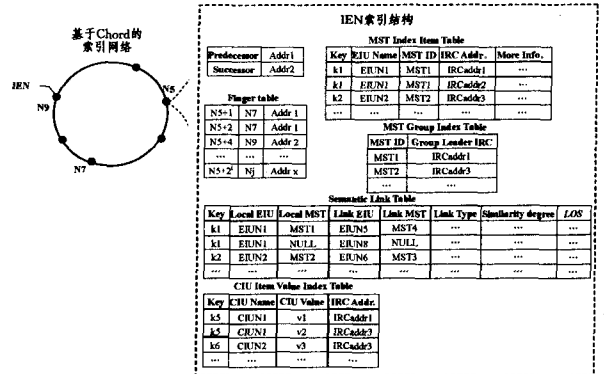 基于Chord的
索引网络
IEN
N9
N5
N7
IEN索引结构
Predecessor Addr1
Successor Addr2
Finger table
N5+1 N7 Addr 1
N5+2 N7 Addr 1
N5+4 N9 Addr 2
... ... ...
N5+2^i Nj Addr x
MST Index Item Table
Key EIU Name MST ID IRC Addr. More Info.
k1 EIUN1 MST1 IRCaddr1 ...
k1 EIUN1 MST1 IRCaddr2 ...
k2 EIUN2 MST2 IRCaddr3 ...
... ... ... ...
MST Group Index Table
MST ID Group Leader IRC
MST1 IRCaddr1
MST2 IRCaddr3
... ...
Semantic Link Table
Key Local EIU Local MST Link EIU Link MST Link Type Similarity degree LOS
k1 EIUN1 MST1 EIUN5 MST4 ... ... ...
k1 EIUN1 NULL EIUN8 NULL ... ... ...
k2 EIUN2 MST2 EIUN6 MST3 ... ... ...
... ... ... ... ... ... ... ...
CIU Item Value Index Table
Key CIU Name CIU Value IRC Addr.
k5 CIUN1 v1 IRCaddr1
k5 CIUN1 v2 IRCaddr3
k6 CIUN2 v3 IRCaddr3
... ... ... ...